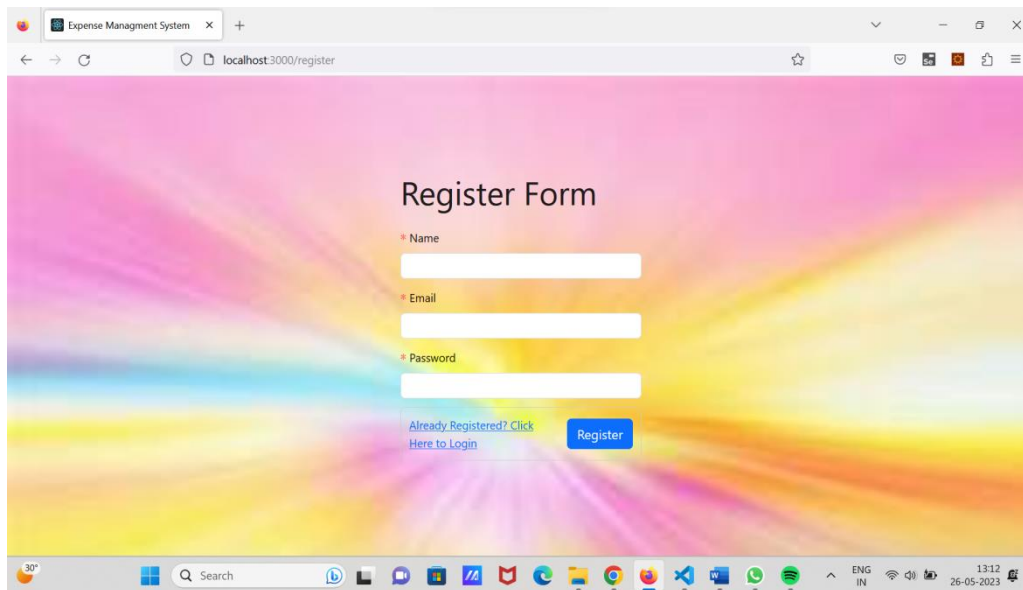 Expense Managment System
localhost:3000/register
Register Form
* Name
* Email
* Password
Already Registered? Click
Here to Login
Register
30°
Search
ENG
IN
13:12
26-05-2023